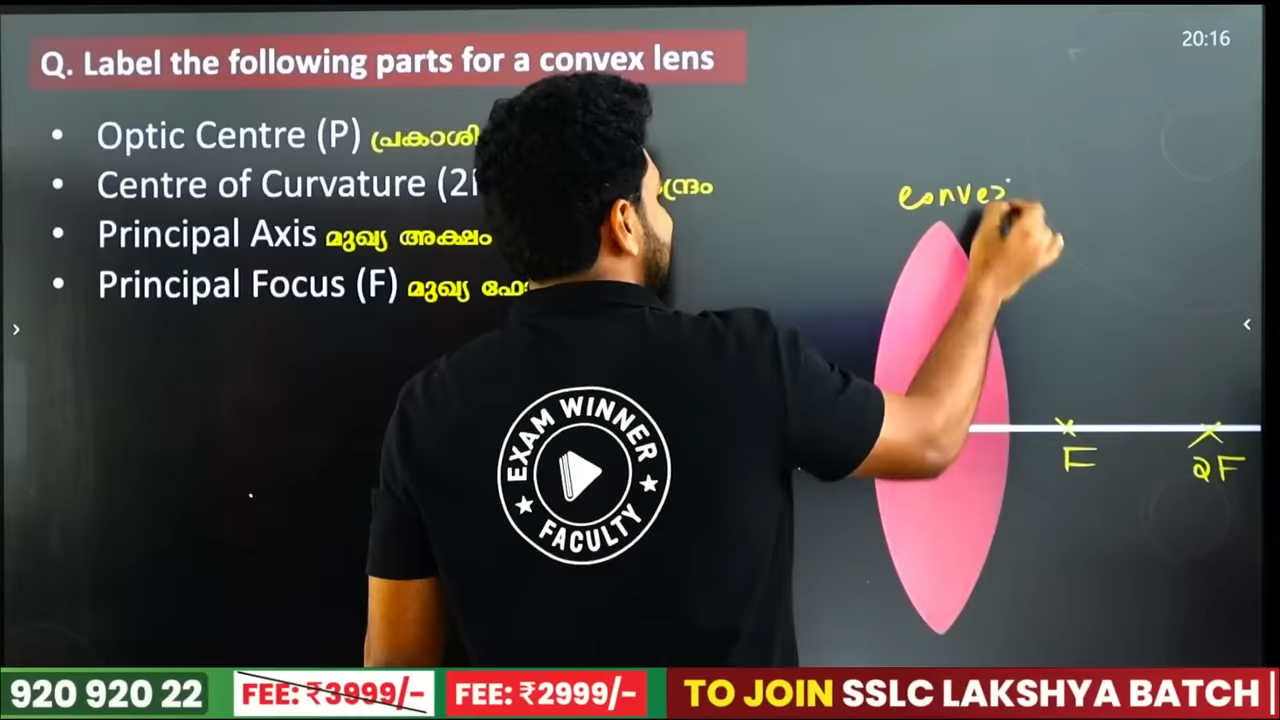 Q. Label the following parts for a convex lens
20:16
• Optic Centre (P) പ്രകാശി
• Centre of Curvature (2 ന്ദ്രം
• Principal Axis മുഖ്യ അക്ഷം
• Principal Focus (F) മുഖ്യ ഫോ
convex
F
2F
EXAM WINNER
FACULTY
920 920 22
FEE: ₹3999/-
FEE: ₹2999/-
TO JOIN SSLC LAKSHYA BATCH